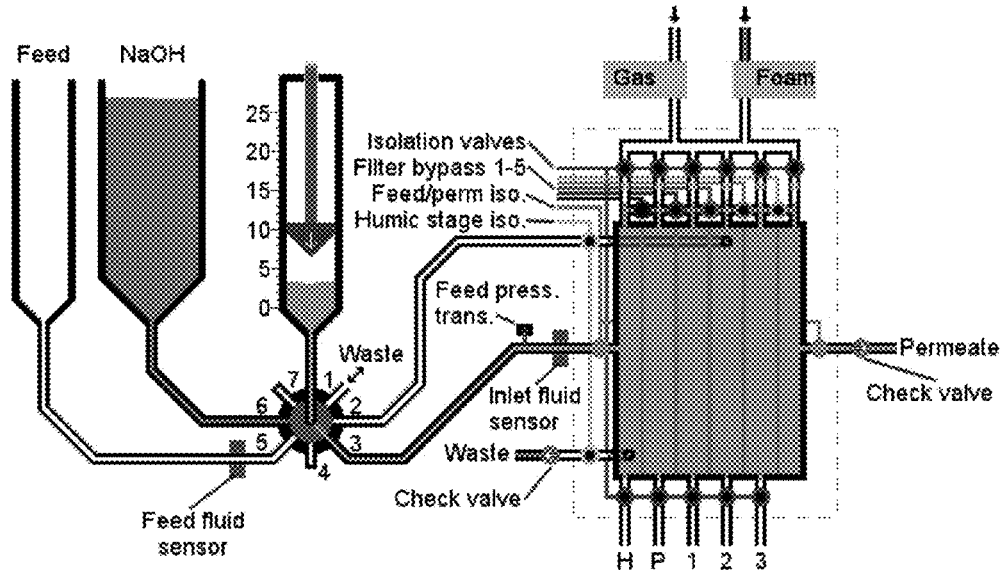 Feed
NaOH
Gas
Foam
25
20
15
10
5
0
Isolation valves
Filter bypass 1-5
Feed/perm iso.
Humic stage iso.
Feed press.
trans.
Waste
7
1
6
2
5
3
4
Inlet fluid
sensor
Permeate
Check valve
Waste
Check valve
Feed fluid
sensor
H P 1 2 3